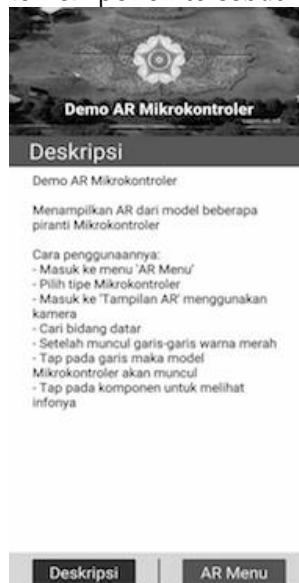 Demo AR Mikrokontroler
Deskripsi
Demo AR Mikrokontroler
Menampilkan AR dari model beberapa
piranti Mikrokontroler
Cara penggunaannya:
- Masuk ke menu 'AR Menu'
- Pilih tipe Mikrokontroler
- Masuk ke 'Tampilan AR' menggunakan
kamera
- Cari bidang datar
- Setelah muncul garis-garis warna merah
- Tap pada garis maka model
Mikrokontroler akan muncul
- Tap pada komponen untuk melihat
infonya
Deskripsi
AR Menu